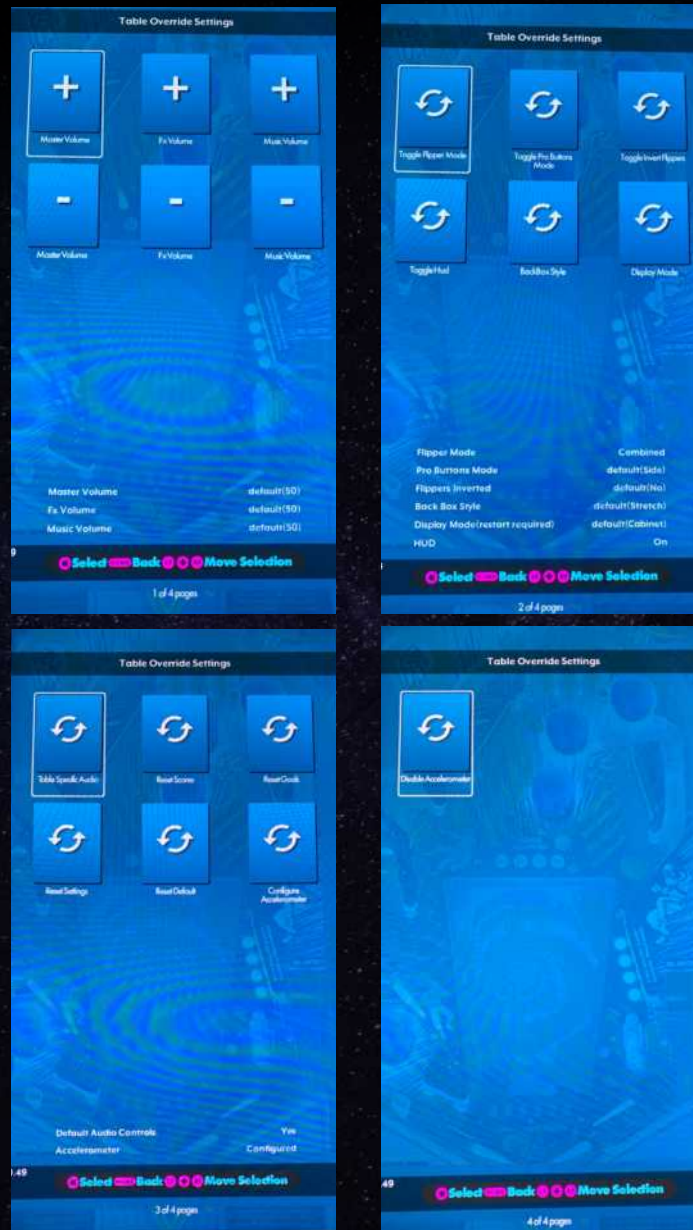 Table Override Settings
Master Volume
Fx Volume
Music Volume
Master Volume
Fx Volume
Music Volume
Master Volume default(50)
Fx Volume default(50)
Music Volume default(50)
9
Select Back Move Selection
1 of 4 pages
Table Override Settings
Toggle Flipper Mode
Toggle Pro Buttons
Mode
Toggle Invert Flippers
Toggle Hud
BackBox Style
Display Mode
Flipper Mode Combined
Pro Buttons Mode default(Side)
Flippers Inverted default(No)
Back Box Style default(Stretch)
Display Mode(restart required) default(Cabinet)
HUD On
Select Back Move Selection
2 of 4 pages
Table Override Settings
Table Specific Audio
Reset Scores
Reset Goals
Reset Settings
Reset Default
Configure
Accelerometer
Default Audio Controls Yes
Accelerometer Configured
.49
Select Back Move Selection
3 of 4 pages
Table Override Settings
Disable Accelerometer
49
Select Back Move Selection
4 of 4 pages